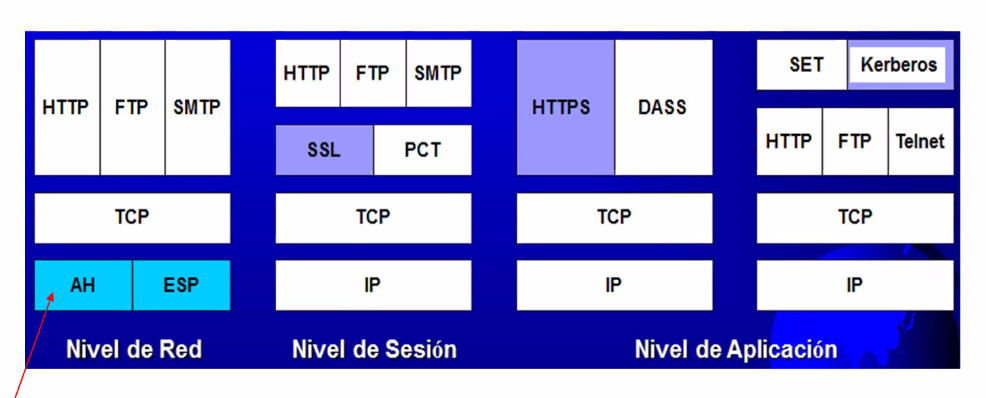 HTTP FTP SMTP
TCP
AH ESP
Nivel de Red
HTTP FTP SMTP
SSL PCT
TCP
IP
Nivel de Sesión
HTTPS DASS
TCP
IP
SET Kerberos
HTTP FTP Telnet
TCP
IP
Nivel de Aplicación